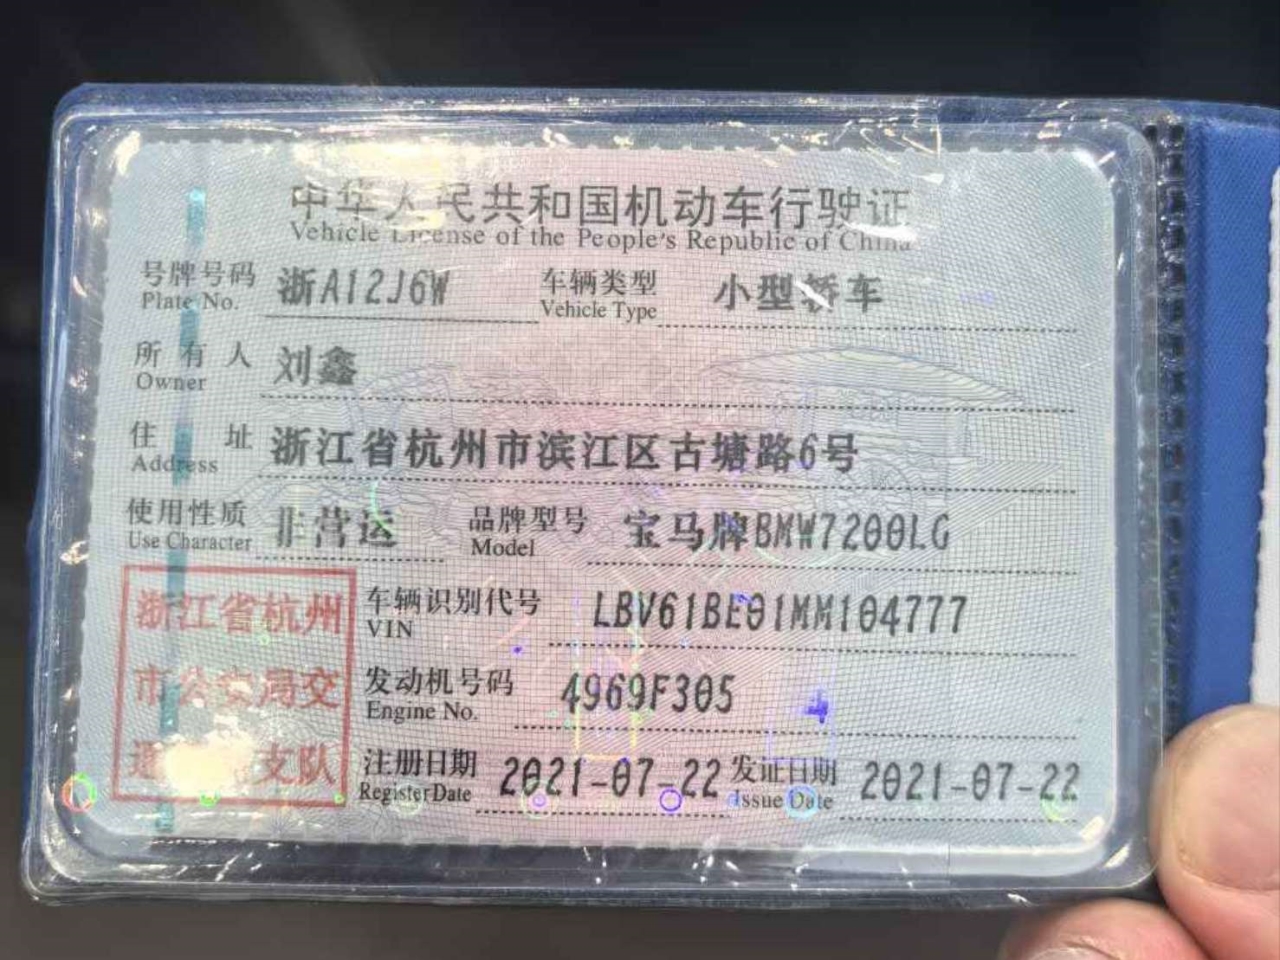 中华人民共和国机动车行驶证
Vehicle License of the People's Republic of China
号牌号码 浙A12J6W 车辆类型 小型轿车
Plate No. Vehicle Type
所有人 刘鑫
Owner
住址 浙江省杭州市滨江区古塘路6号
Address
使用性质 非营运 品牌型号 宝马牌BMW7200LG
Use Character Model
浙江省杭州
市公安局交
通 支队
车辆识别代号 LBV61BE01MM104777
VIN
发动机号码 4969F305
Engine No.
注册日期 2021-07-22 发证日期 2021-07-22
Register Date Issue Date